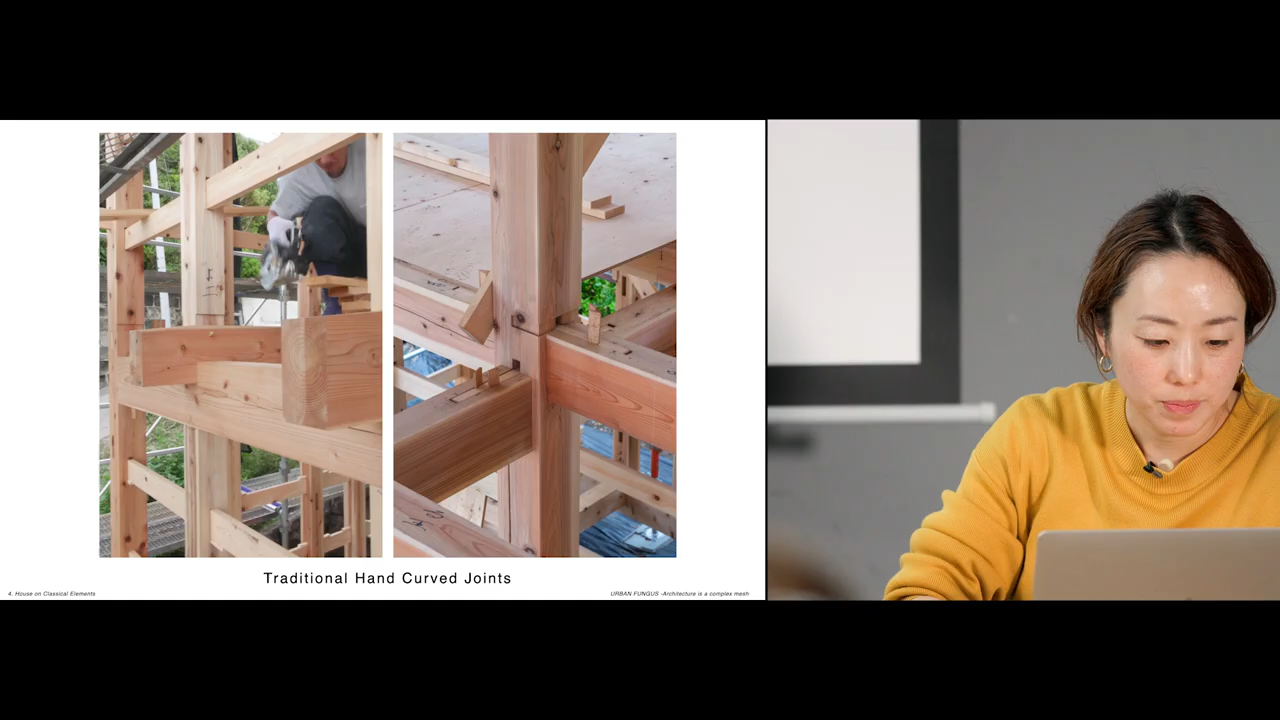 Traditional Hand Curved Joints
4. House on Classical Elements
URBAN FUNGUS -Architecture is a complex mesh